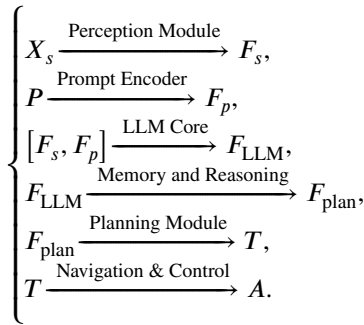 X_s Perception Module F_s,
P Prompt Encoder F_p,
[F_s, F_p] LLM Core F_LLM,
F_LLM Memory and Reasoning F_plan,
F_plan Planning Module T,
T Navigation & Control A.